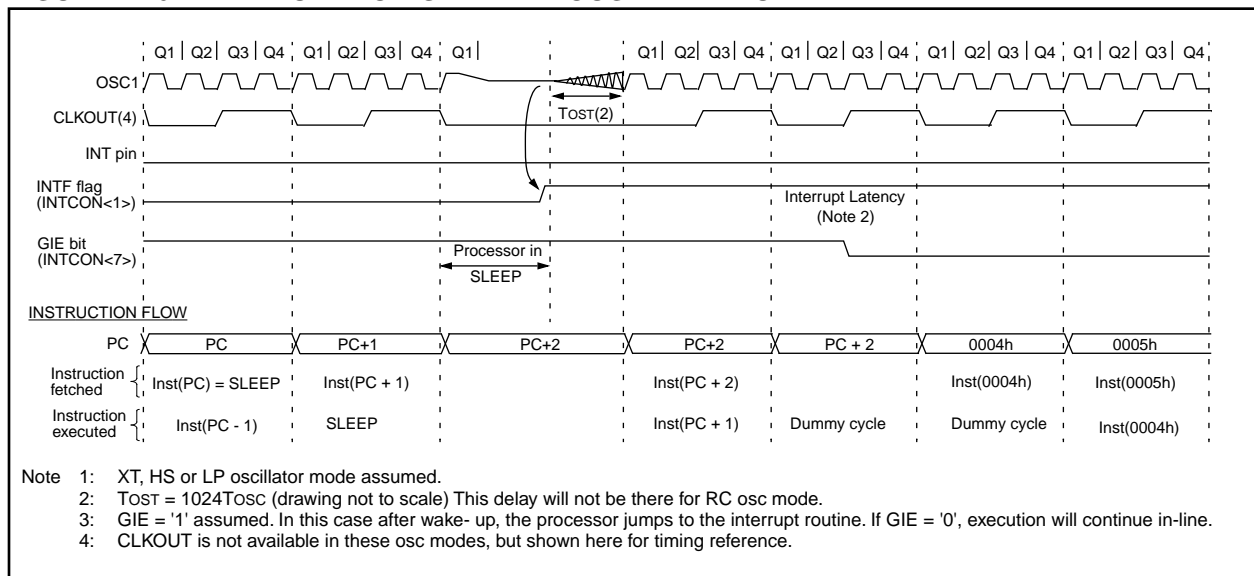 Q1 Q2 Q3 Q4 Q1 Q2 Q3 Q4 Q1 Q1 Q2 Q3 Q4 Q1 Q2 Q3 Q4 Q1 Q2 Q3 Q4 Q1 Q2 Q3 Q4
OSC1
TOST(2)
CLKOUT(4)
INT pin
INTF flag
(INTCON<1>)
Interrupt Latency
(Note 2)
GIE bit
(INTCON<7>)
Processor in
SLEEP
INSTRUCTION FLOW
PC PC PC+1 PC+2 PC+2 PC + 2 0004h 0005h
Instruction
fetched
Inst(PC) = SLEEP Inst(PC + 1) Inst(PC + 2) Inst(0004h) Inst(0005h)
Instruction
executed
Inst(PC - 1) SLEEP Inst(PC + 1) Dummy cycle Dummy cycle Inst(0004h)
Note 1: XT, HS or LP oscillator mode assumed.
2: TOST = 1024TOSC (drawing not to scale) This delay will not be there for RC osc mode.
3: GIE = '1' assumed. In this case after wake- up, the processor jumps to the interrupt routine. If GIE = '0', execution will continue in-line.
4: CLKOUT is not available in these osc modes, but shown here for timing reference.